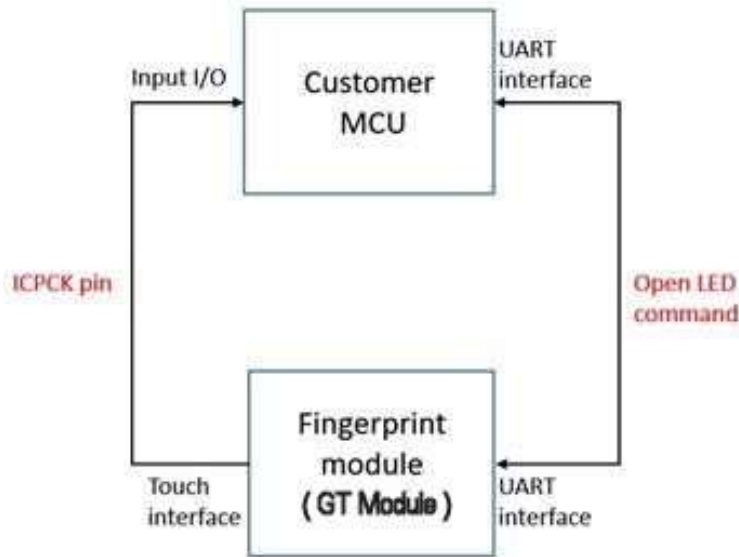 Input I/O
Customer
MCU
UART
interface
ICPCK pin
Open LED
command
Fingerprint
module
( GT Module )
Touch
interface
UART
interface